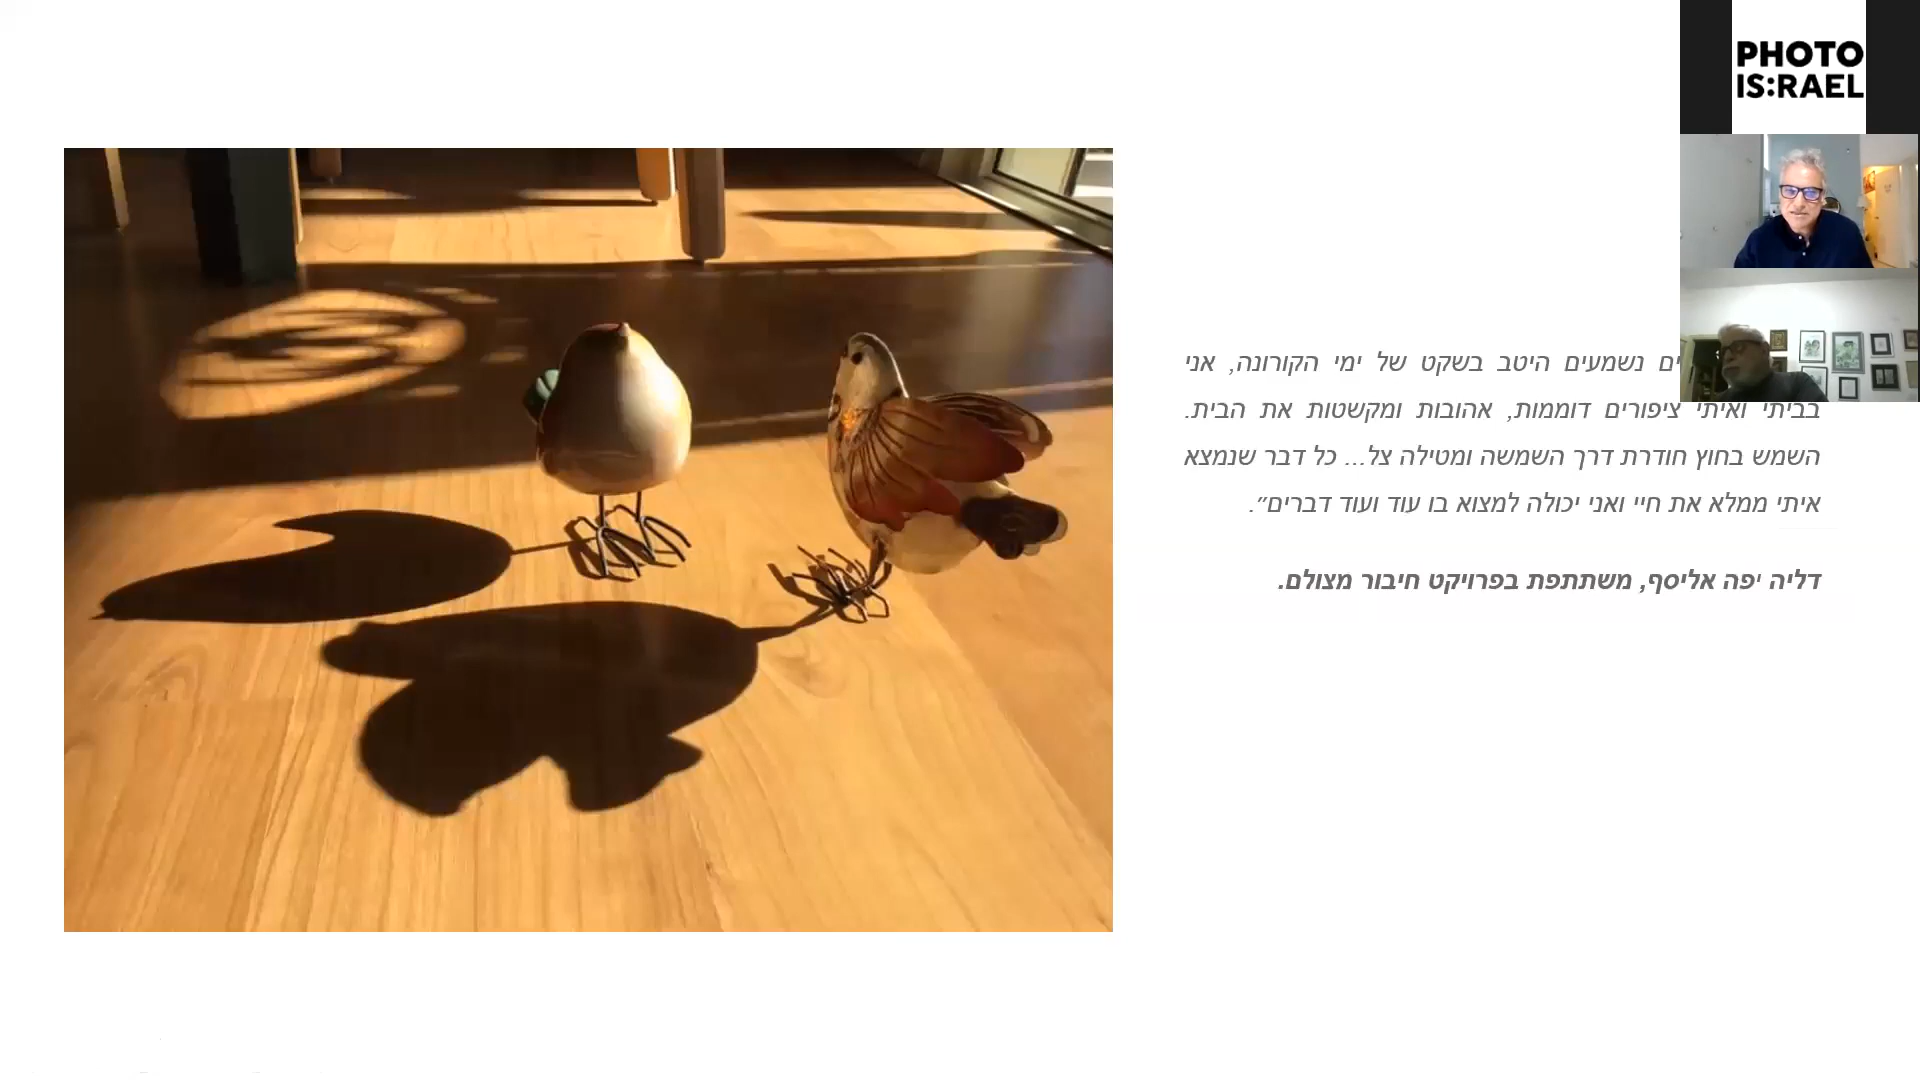 PHOTO
IS:RAEL
ים נשמעים היטב בשקט של ימי הקורונה, אני
בביתי ואיתי ציפורים דוממות, אהובות ומקשטות את הבית.
השמש בחוץ חודרת דרך השמשה ומטילה צל... כל דבר שנמצא
איתי ממלא את חיי ואני יכולה למצוא בו עוד ועוד דברים״.
דליה יפה אליסף, משתתפת בפרויקט חיבור מצולם.